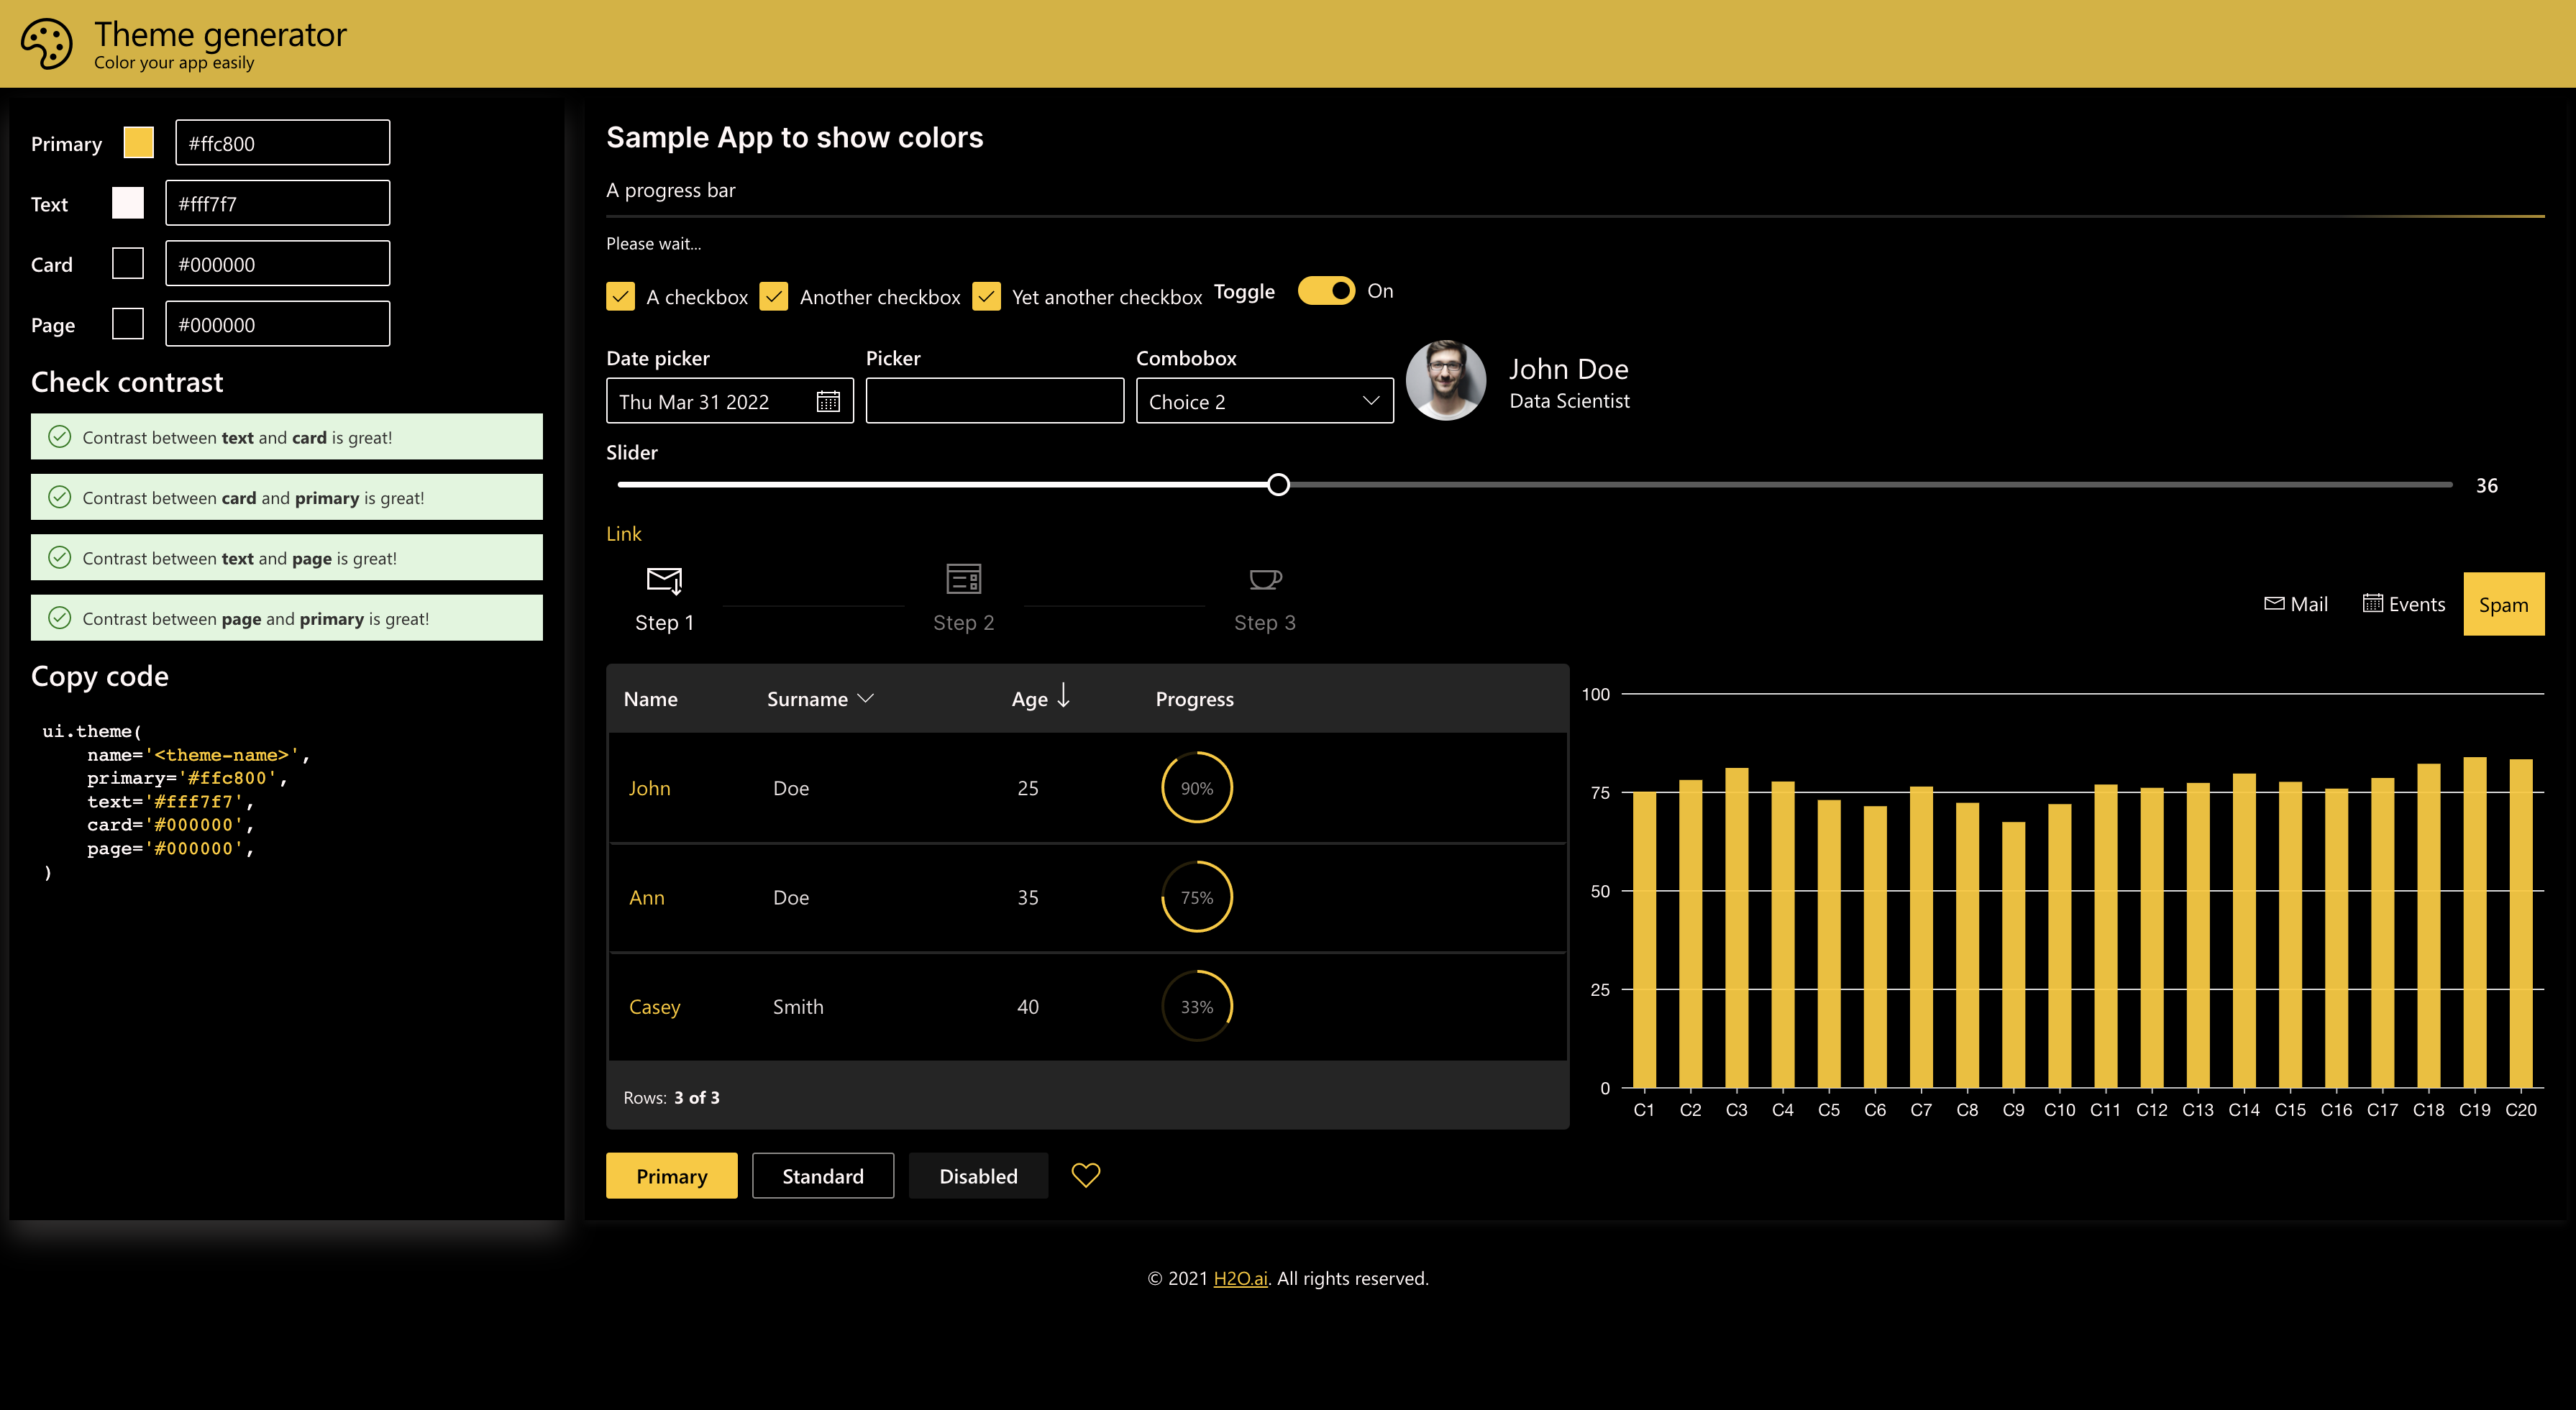 Theme generator
Color your app easily
Primary #ffc800
Text #fff7f7
Card #000000
Page #000000
Check contrast
Contrast between text and card is great!
Contrast between card and primary is great!
Contrast between text and page is great!
Contrast between page and primary is great!
Copy code
ui.theme(
    name='<theme-name>',
    primary='#ffc800',
    text='#fff7f7',
    card='#000000',
    page='#000000',
)
Sample App to show colors
A progress bar
Please wait...
A checkbox Another checkbox Yet another checkbox Toggle On
Date picker Picker Combobox
Thu Mar 31 2022 Choice 2
John Doe
Data Scientist
Slider
36
Link
Step 1 Step 2 Step 3
Mail Events Spam
Name Surname Age Progress
John Doe 25 90%
Ann Doe 35 75%
Casey Smith 40 33%
Rows: 3 of 3
100
75
50
25
0
C1 C2 C3 C4 C5 C6 C7 C8 C9 C10 C11 C12 C13 C14 C15 C16 C17 C18 C19 C20
Primary Standard Disabled
© 2021 H2O.ai. All rights reserved.